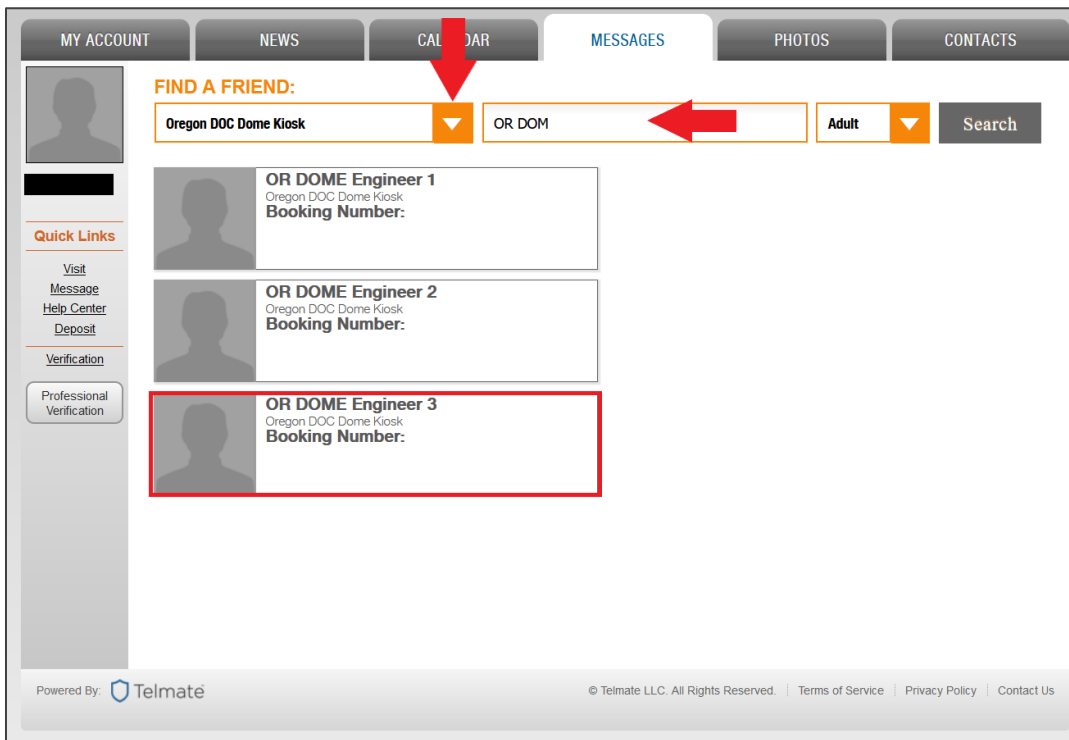 MY ACCOUNT NEWS CALENDAR MESSAGES PHOTOS CONTACTS
FIND A FRIEND:
Oregon DOC Dome Kiosk OR DOM Adult Search
OR DOME Engineer 1
Oregon DOC Dome Kiosk
Booking Number:
Quick Links
Visit
Message
Help Center
Deposit
Verification
Professional
Verification
OR DOME Engineer 2
Oregon DOC Dome Kiosk
Booking Number:
OR DOME Engineer 3
Oregon DOC Dome Kiosk
Booking Number:
Powered By: Telmate © Telmate LLC. All Rights Reserved. Terms of Service Privacy Policy Contact Us